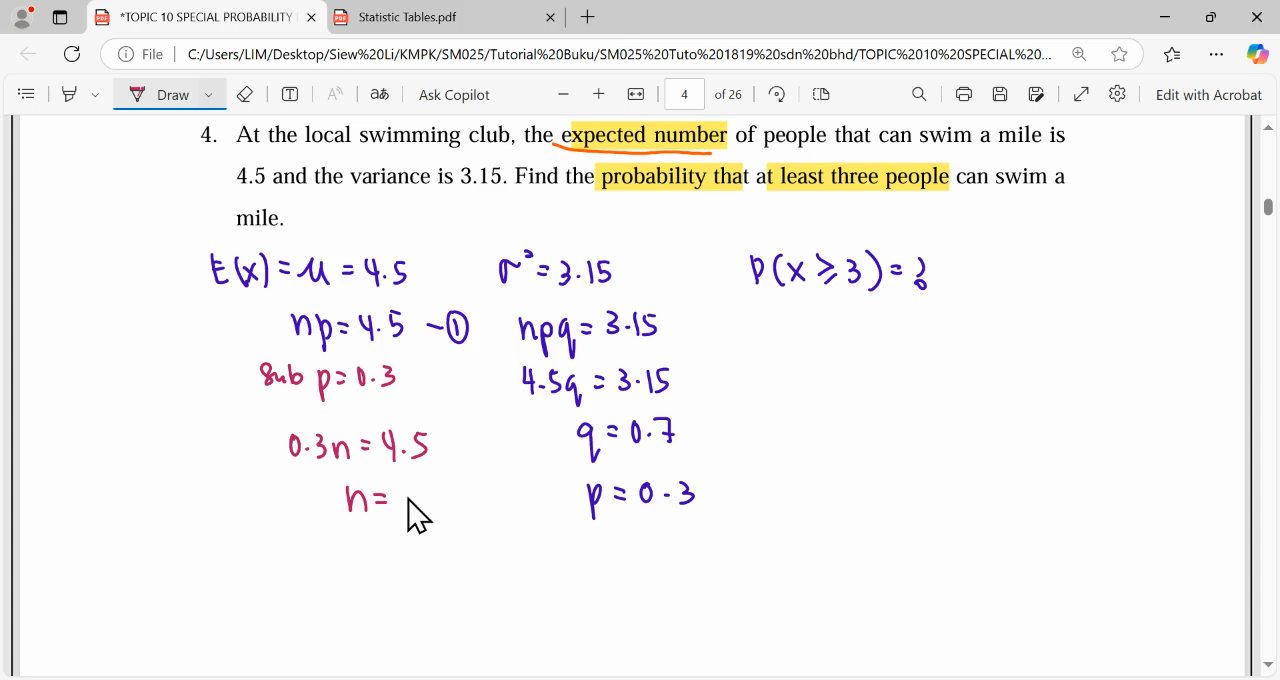 *TOPIC 10 SPECIAL PROBABILITY
Statistic Tables.pdf
File
C:/Users/LIM/Desktop/Siew%20Li/KMPK/SM025/Tutorial%20Buku/SM025%20Tuto%201819%20sdn%20bhd/TOPIC%2010%20SPECIAL%20...
Draw
Ask Copilot
4 of 26
Edit with Acrobat
4. At the local swimming club, the expected number of people that can swim a mile is
4.5 and the variance is 3.15. Find the probability that at least three people can swim a
mile.
E(x) = μ = 4.5 σ² = 3.15 P(X ≥ 3) = ?
np = 4.5 —① npq = 3.15
Sub p = 0.3 4.5q = 3.15
0.3n = 4.5 q = 0.7
n = p = 0.3